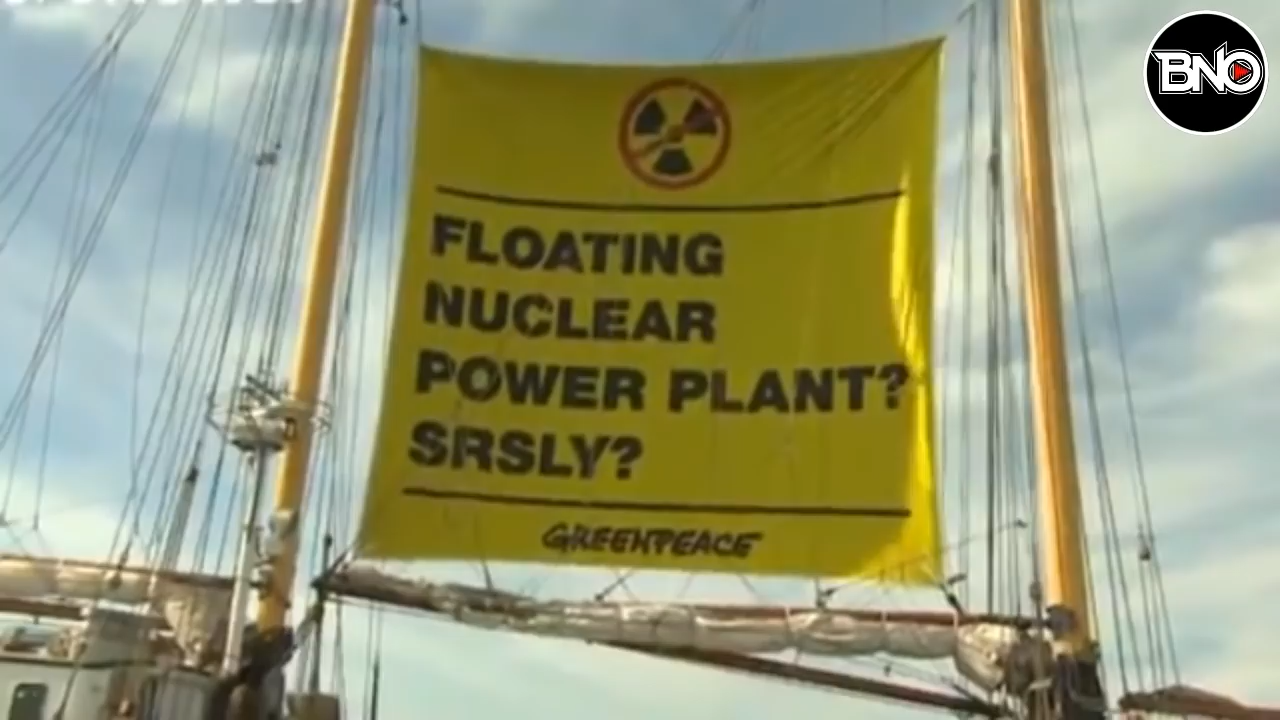 BNO
FLOATING
NUCLEAR
POWER PLANT?
SRSLY?
GREENPEACE